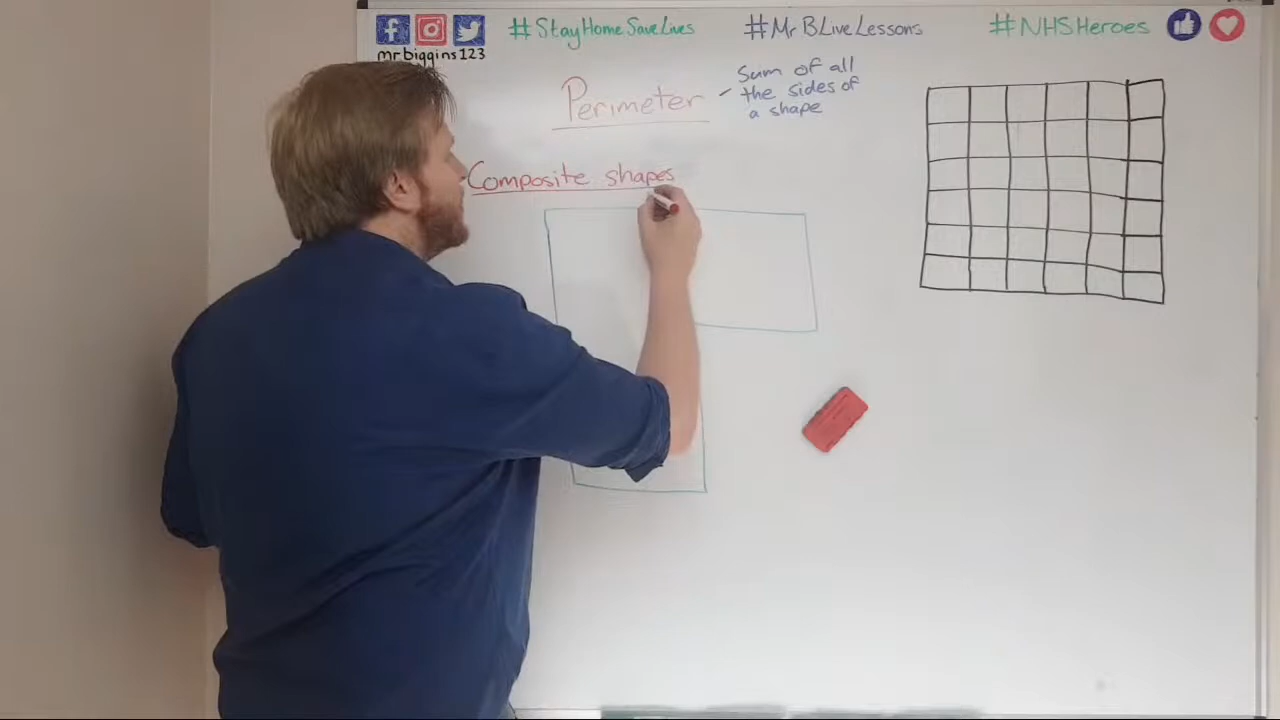 #StayHomeSaveLives
#MrBLiveLessons
#NHSHeroes
mrbiggins123
Perimeter
- Sum of all
the sides of
a shape
Composite shapes